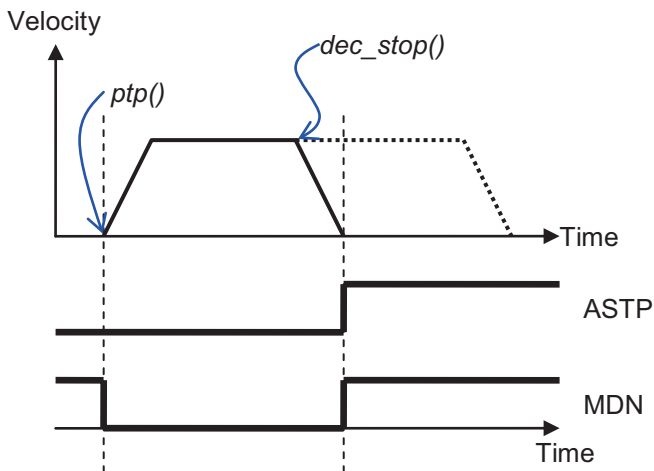 Velocity
dec_stop()
ptp()
Time
ASTP
MDN
Time